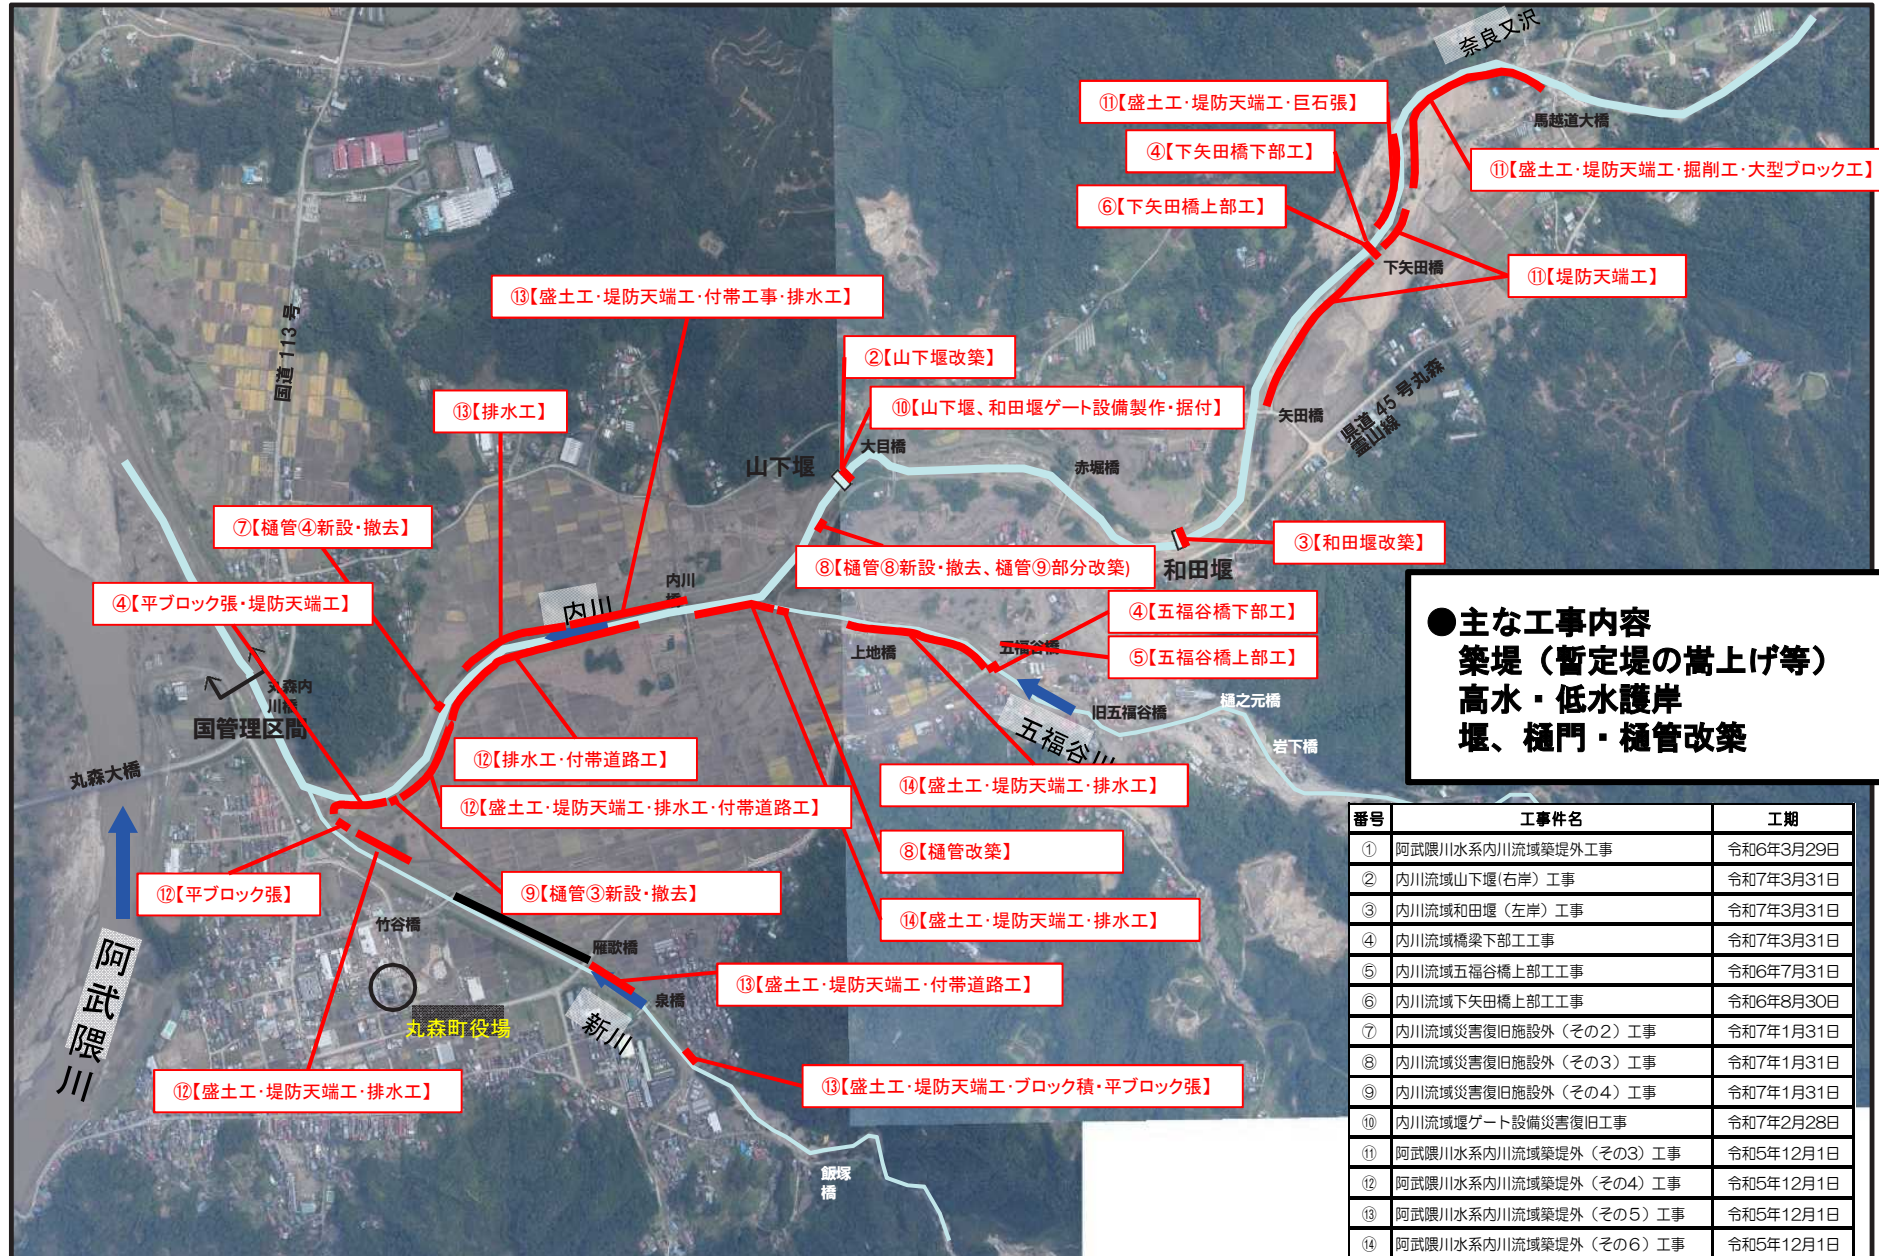 奈良又沢
⑪【盛土工・堤防天端工・巨石張】
馬越道大橋
④【下矢田橋下部工】
⑪【盛土工・堤防天端工・掘削工・大型ブロック工】
⑥【下矢田橋上部工】
下矢田橋
⑪【堤防天端工】
⑬【盛土工・堤防天端工・付帯工事・排水工】
国道113号
②【山下堰改築】
県道45号丸森
霊山線
⑬【排水工】
⑩【山下堰、和田堰ゲート設備製作・据付】
矢田橋
大目橋
山下堰
赤堀橋
⑦【樋管④新設・撤去】
③【和田堰改築】
⑧【樋管⑧新設・撤去、樋管⑨部分改築)
和田堰
内川
橋
④【平ブロック張・堤防天端工】
内川
④【五福谷橋下部工】
上地橋
五福谷橋
⑤【五福谷橋上部工】
丸森内
川橋
国管理区間
旧五福谷橋
樋之元橋
五福谷川
岩下橋
丸森大橋
⑫【排水工・付帯道路工】
⑭【盛土工・堤防天端工・排水工】
⑫【盛土工・堤防天端工・排水工・付帯道路工】
⑧【樋管改築】
⑫【平ブロック張】
⑨【樋管③新設・撤去】
⑭【盛土工・堤防天端工・排水工】
竹谷橋
雁歌橋
阿武隈川
⑬【盛土工・堤防天端工・付帯道路工】
泉橋
丸森町役場
新川
⑫【盛土工・堤防天端工・排水工】
⑬【盛土工・堤防天端工・ブロック積・平ブロック張】
飯塚
橋
●主な工事内容
築堤（暫定堤の嵩上げ等）
高水・低水護岸
堰、樋門・樋管改築
番号 工事件名 工期
① 阿武隈川水系内川流域築堤外工事 令和6年3月29日
② 内川流域山下堰(右岸）工事 令和7年3月31日
③ 内川流域和田堰（左岸）工事 令和7年3月31日
④ 内川流域橋梁下部工工事 令和7年3月31日
⑤ 内川流域五福谷橋上部工工事 令和6年7月31日
⑥ 内川流域下矢田橋上部工工事 令和6年8月30日
⑦ 内川流域災害復旧施設外（その２）工事 令和7年1月31日
⑧ 内川流域災害復旧施設外（その３）工事 令和7年1月31日
⑨ 内川流域災害復旧施設外（その４）工事 令和7年1月31日
⑩ 内川流域堰ゲート設備災害復旧工事 令和7年2月28日
⑪ 阿武隈川水系内川流域築堤外（その3）工事 令和5年12月1日
⑫ 阿武隈川水系内川流域築堤外（その4）工事 令和5年12月1日
⑬ 阿武隈川水系内川流域築堤外（その５）工事 令和5年12月1日
⑭ 阿武隈川水系内川流域築堤外（その６）工事 令和5年12月1日